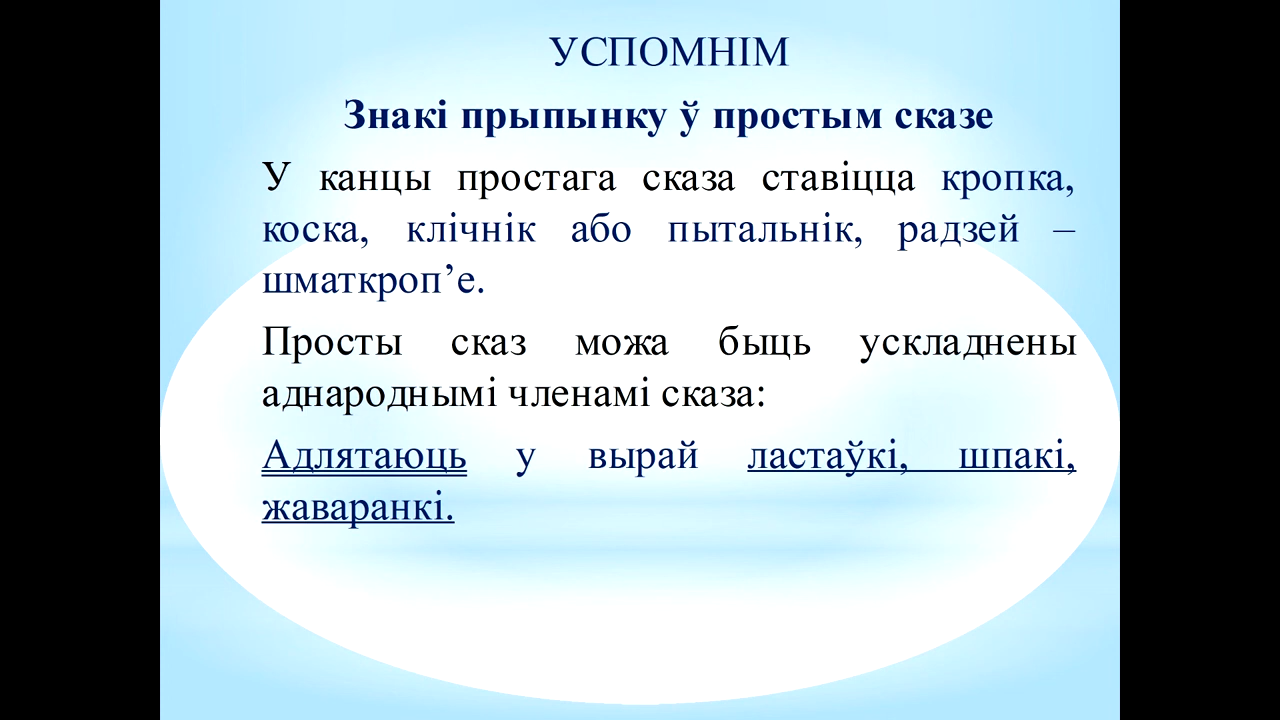 УСПОМНІМ
Знакі прыпынку ў простым сказе
У канцы простага сказа ставіцца кропка,
коска, клічнік або пытальнік, радзей –
шматкроп’е.
Просты сказ можа быць ускладнены
аднароднымі членамі сказа:
Адлятаюць у вырай ластаўкі, шпакі,
жаваранкі.